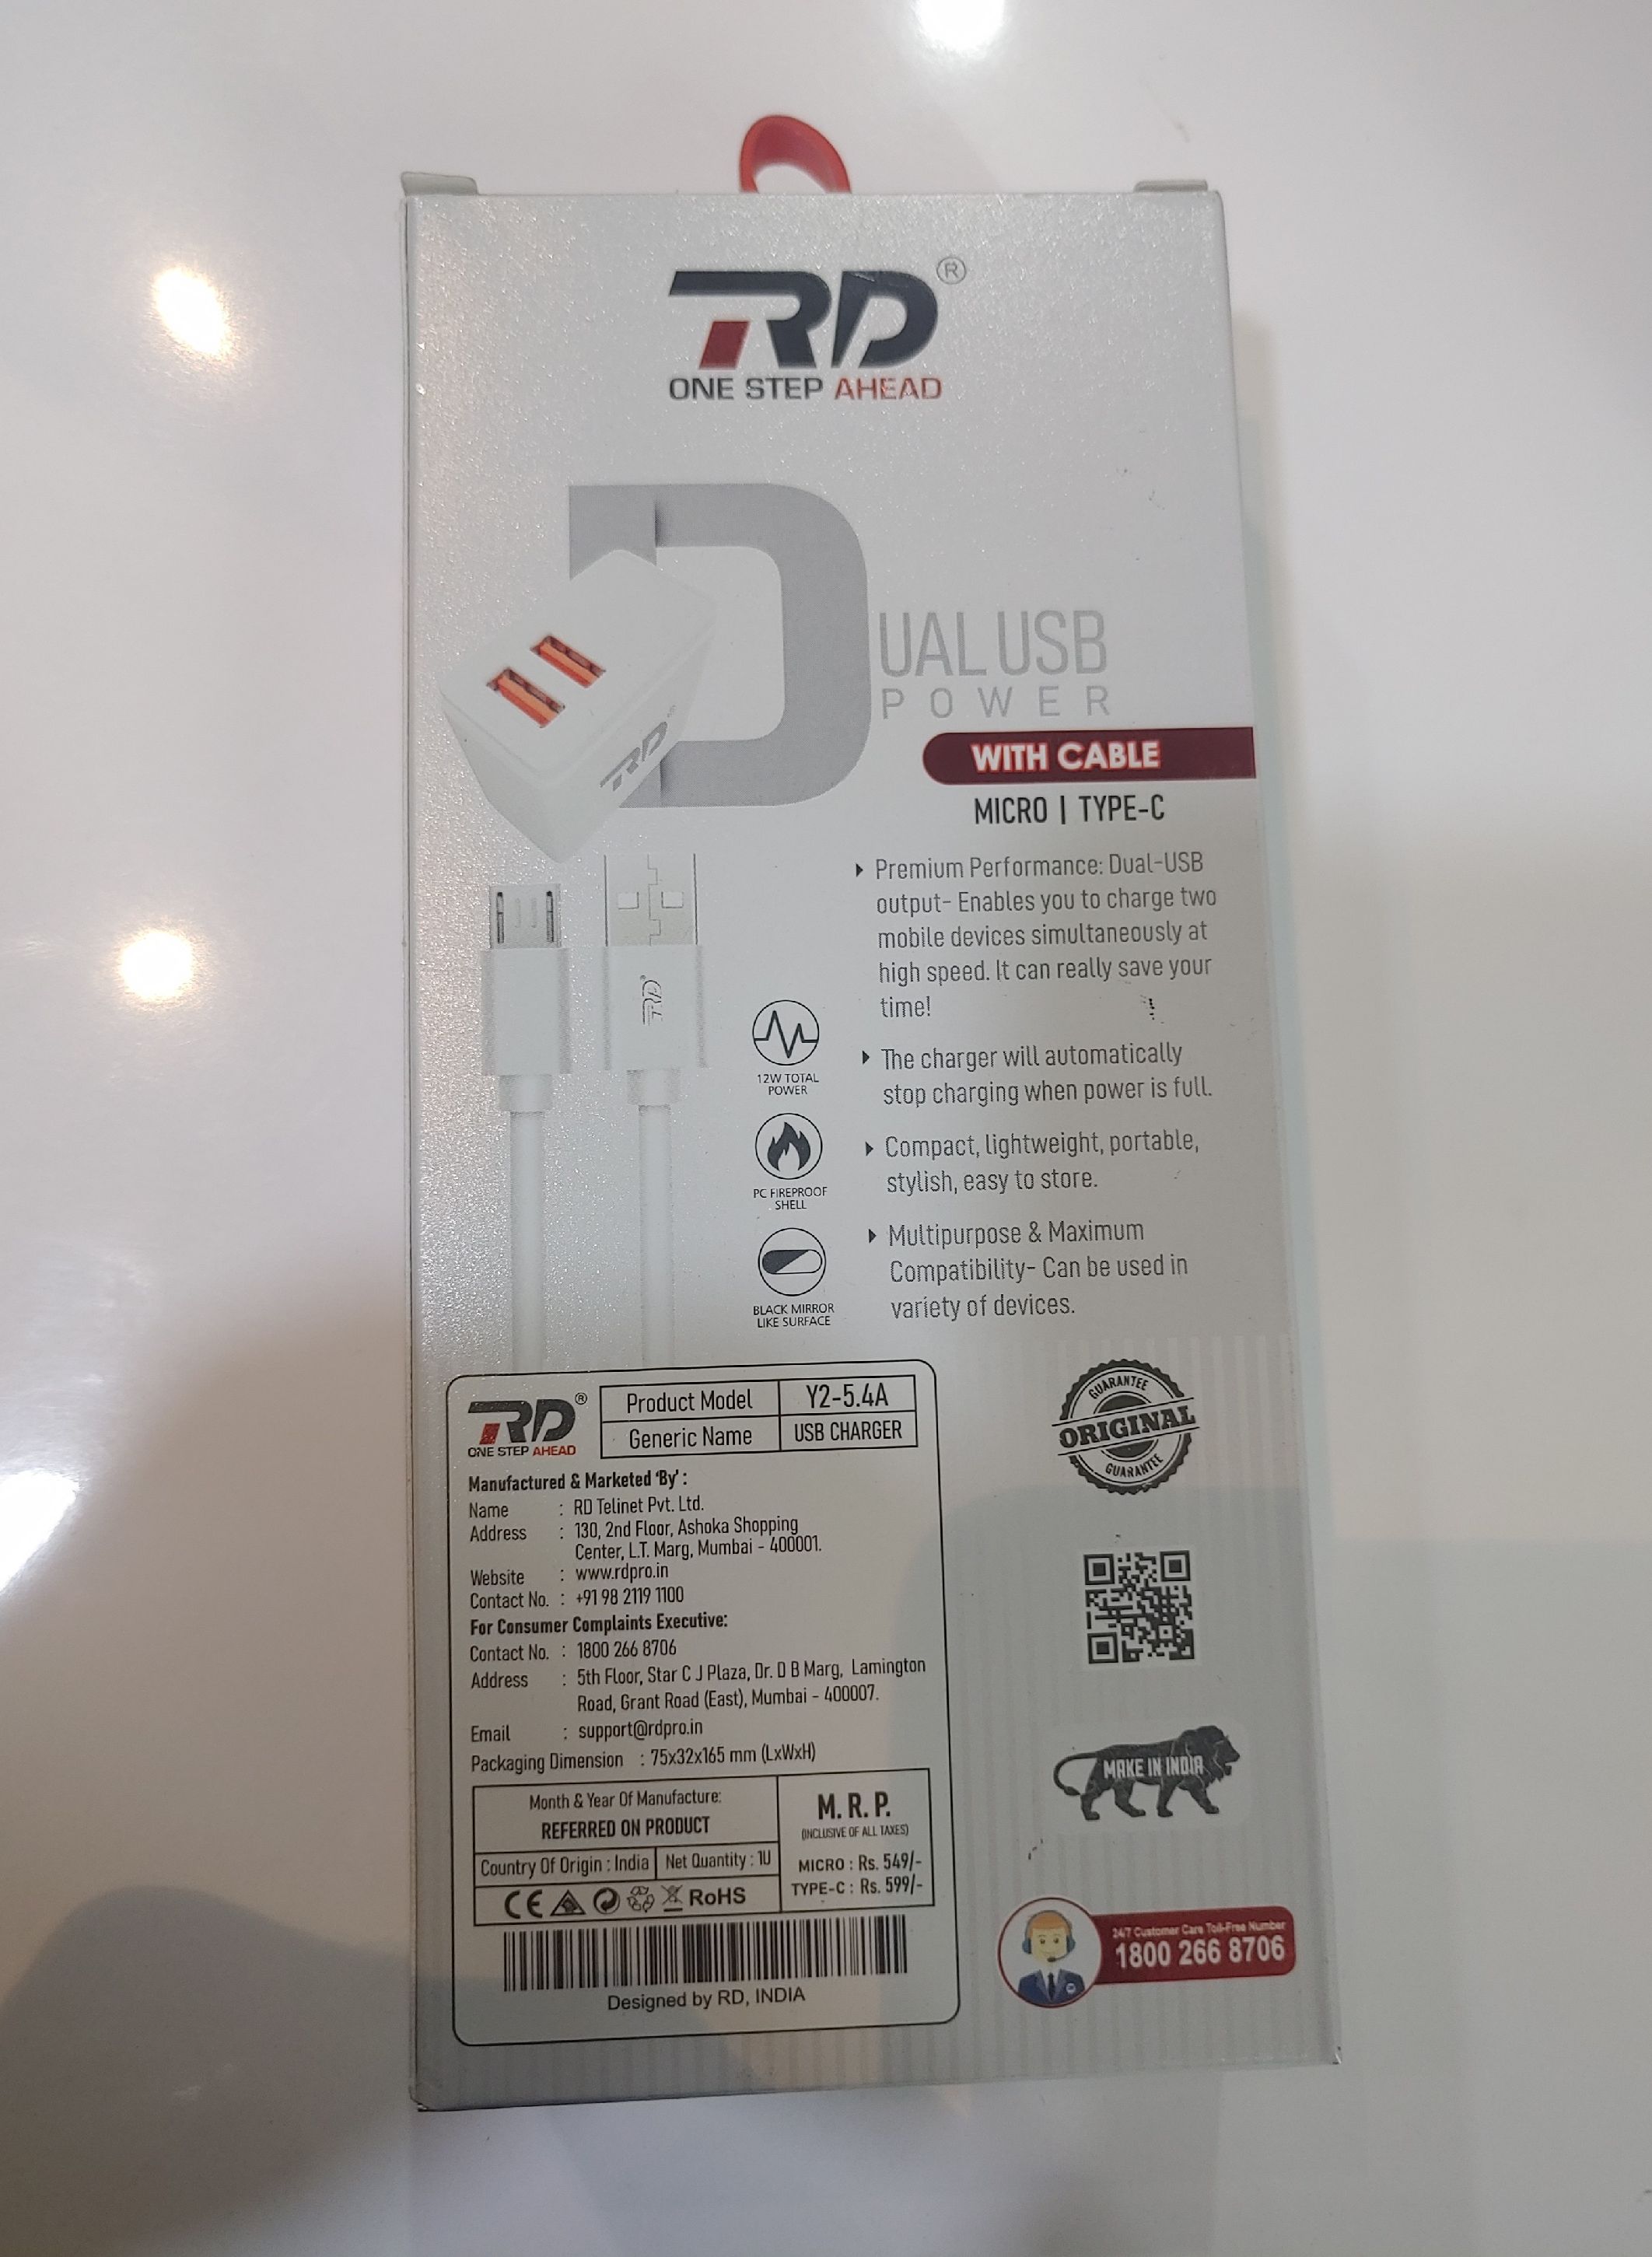 RD®
ONE STEP AHEAD
DUAL USB
POWER
WITH CABLE
MICRO | TYPE-C
Premium Performance: Dual-USB
output- Enables you to charge two
mobile devices simultaneously at
high speed. It can really save your
time!
The charger will automatically
stop charging when power is full.
Compact, lightweight, portable,
stylish, easy to store.
Multipurpose & Maximum
Compatibility- Can be used in
variety of devices.
RD
RD
12W TOTAL
POWER
PC FIREPROOF
SHELL
BLACK MIRROR
LIKE SURFACE
RD®
ONE STEP AHEAD
Product Model Y2-5.4A
Generic Name USB CHARGER
Manufactured & Marketed 'By' :
Name : RD Telinet Pvt. Ltd.
Address : 130, 2nd Floor, Ashoka Shopping
Center, L.T. Marg, Mumbai - 400001.
Website : www.rdpro.in
Contact No. : +91 98 2119 1100
For Consumer Complaints Executive:
Contact No. : 1800 266 8706
Address : 5th Floor, Star C J Plaza, Dr. D B Marg, Lamington
Road, Grant Road (East), Mumbai - 400007.
Email : support@rdpro.in
Packaging Dimension : 75x32x165 mm (LxWxH)
Month & Year Of Manufacture:
REFERRED ON PRODUCT
Country Of Origin : India
Net Quantity : 1U
CE RoHS
M. R. P.
(INCLUSIVE OF ALL TAXES)
MICRO : Rs. 549/-
TYPE-C : Rs. 599/-
Designed by RD, INDIA
GUARANTEE
ORIGINAL
GUARANTEE
MAKE IN INDIA
24/7 Customer Care Toll-Free Number
1800 266 8706